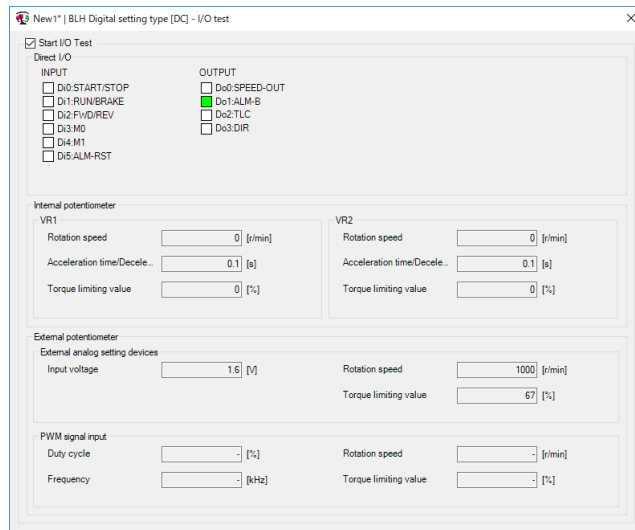 New1* | BLH Digital setting type [DC] - I/O test
Start I/O Test
Direct I/O
INPUT
Di0:START/STOP
Di1:RUN/BRAKE
Di2:FWD/REV
Di3:M0
Di4:M1
Di5:ALM-RST
OUTPUT
Do0:SPEED-OUT
Do1:ALM-B
Do2:TLC
Do3:DIR
Internal potentiometer
VR1
Rotation speed 0 [r/min]
Acceleration time/Decele... 0.1 [s]
Torque limiting value 0 [%]
VR2
Rotation speed 0 [r/min]
Acceleration time/Decele... 0.1 [s]
Torque limiting value 0 [%]
External potentiometer
External analog setting devices
Input voltage 1.6 [V]
Rotation speed 1000 [r/min]
Torque limiting value 67 [%]
PWM signal input
Duty cycle - [%]
Frequency - [kHz]
Rotation speed - [r/min]
Torque limiting value - [%]